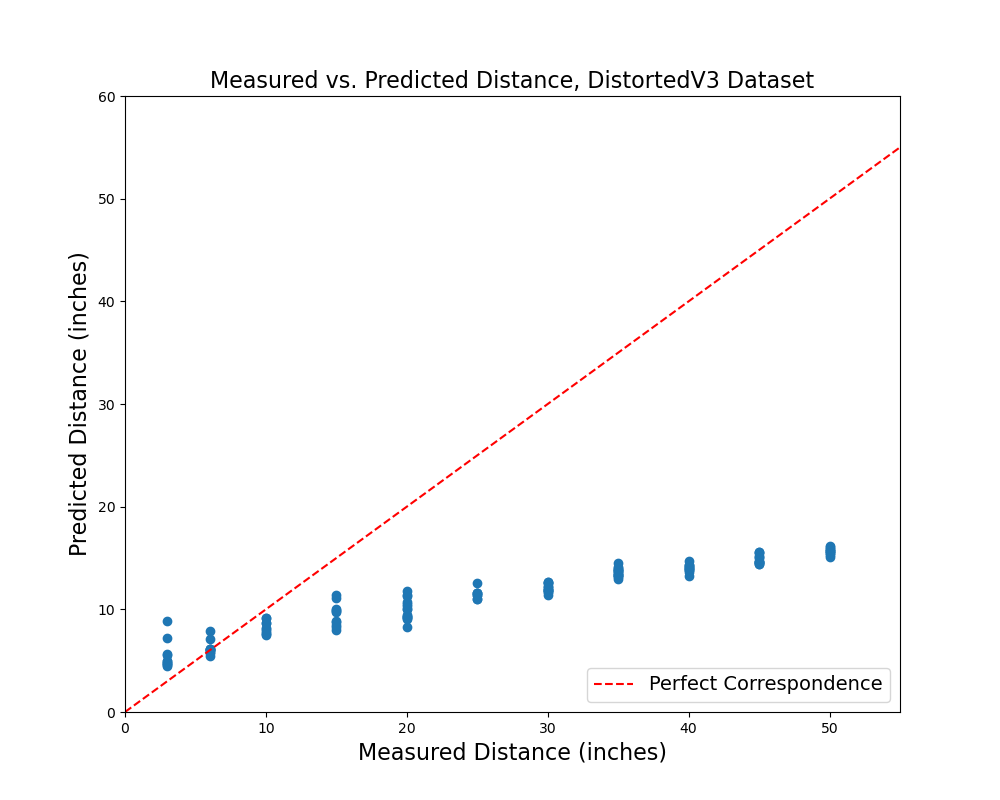 Measured vs. Predicted Distance, DistortedV3 Dataset
60
50
40
30
20
10
0
Predicted Distance (inches)
Perfect Correspondence
0 10 20 30 40 50
Measured Distance (inches)